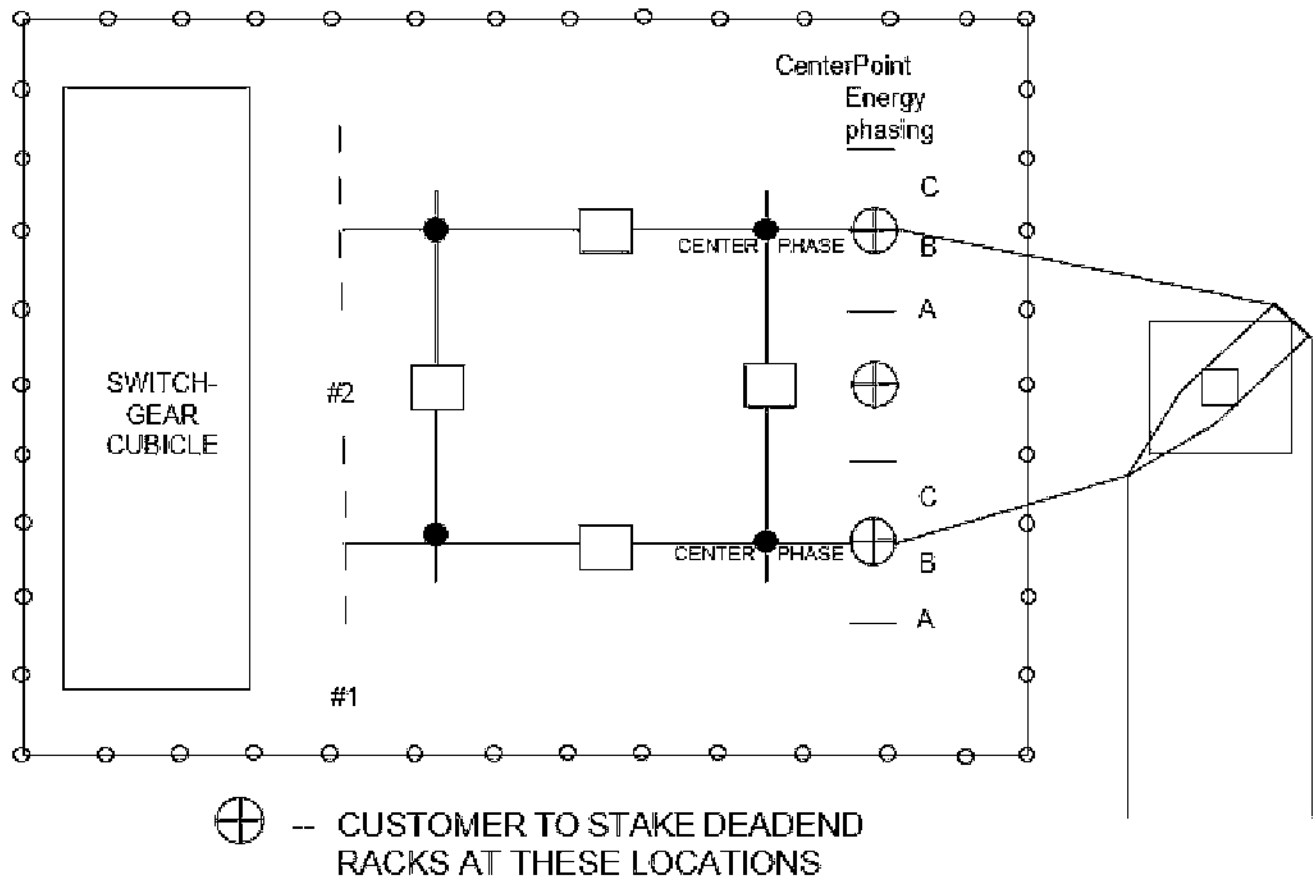 CenterPoint
Energy
phasing
C
CENTER PHASE
B
A
SWITCH-
GEAR
CUBICLE
#2
C
CENTER PHASE
B
A
#1
-- CUSTOMER TO STAKE DEADEND
RACKS AT THESE LOCATIONS